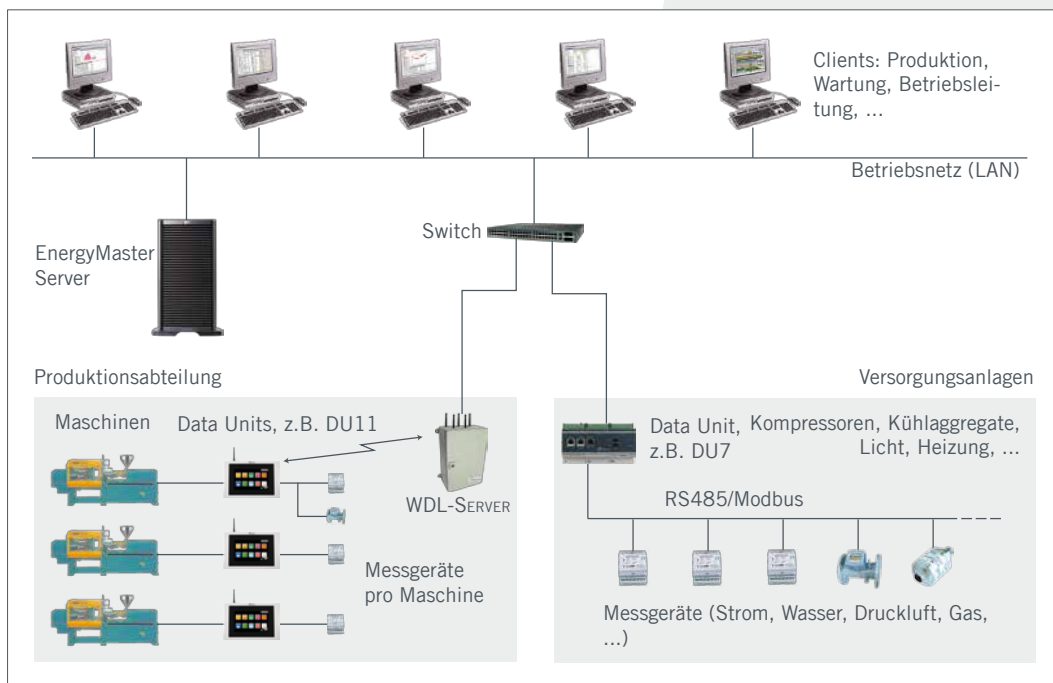 Clients: Produktion,
Wartung, Betriebslei-
tung, ...
Betriebsnetz (LAN)
Switch
EnergyMaster
Server
Produktionsabteilung
Versorgungsanlagen
Maschinen
Data Units, z.B. DU11
WDL-SERVER
Messgeräte
pro Maschine
Data Unit,
z.B. DU7
Kompressoren, Kühlaggregate,
Licht, Heizung, ...
RS485/Modbus
Messgeräte (Strom, Wasser, Druckluft, Gas,
...)